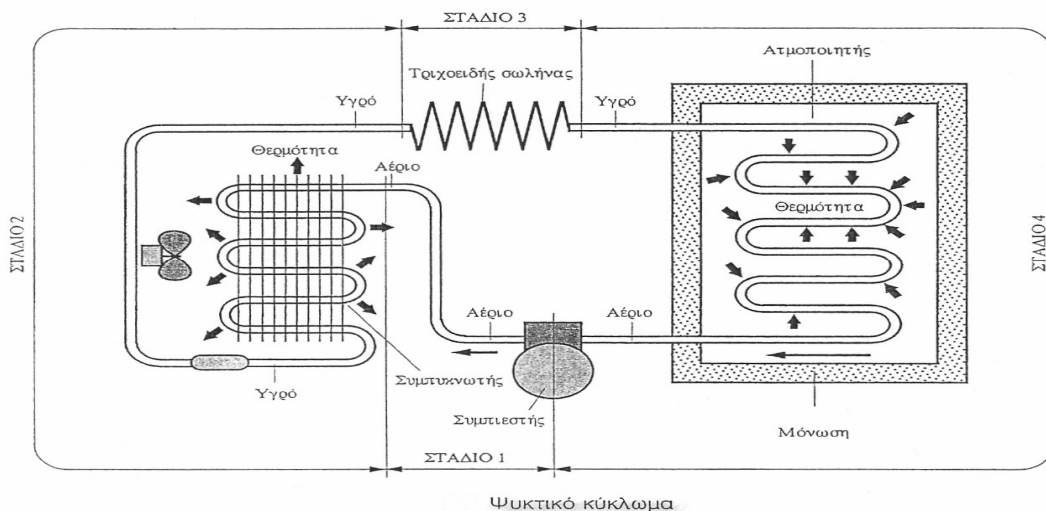 ΣΤΑΔΙΟ 3
Ατμοποιητής
Τριχοειδής σωλήνας
Υγρό
Υγρό
Θερμότητα
Αέριο
Θερμότητα
ΣΤΑΔΙΟ 2
ΣΤΑΔΙΟ 4
Αέριο
Αέριο
Συμπυκνωτής
Υγρό
Συμπιεστής
Μόνωση
ΣΤΑΔΙΟ 1
Ψυκτικό κύκλωμα